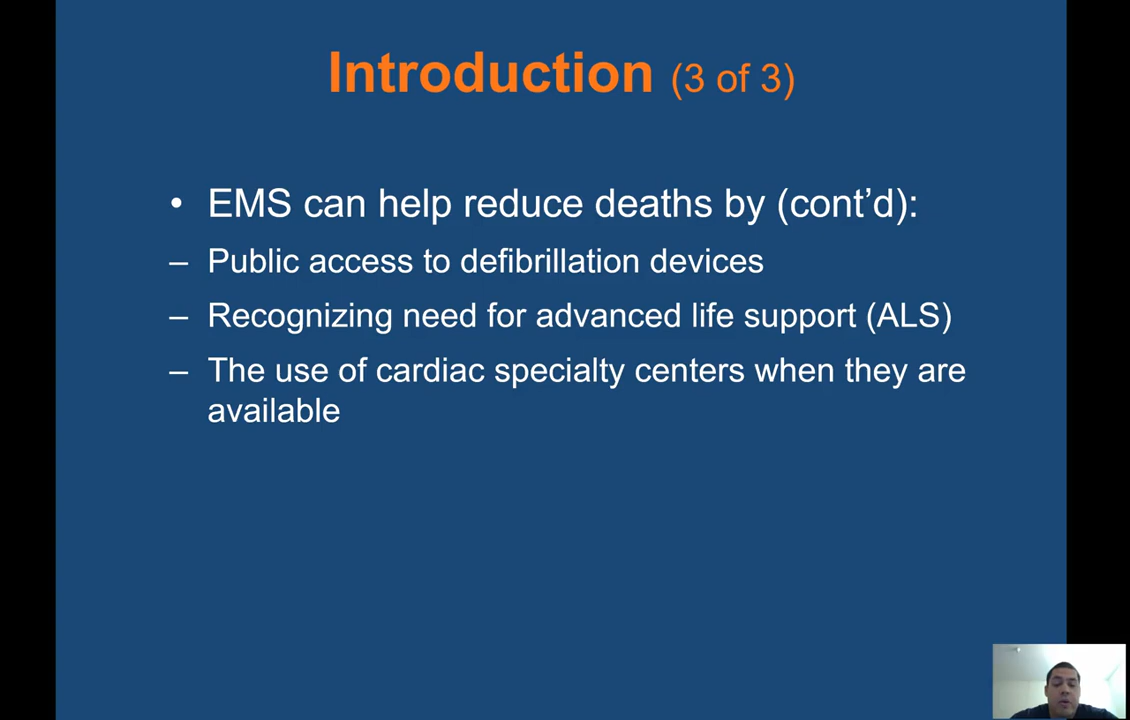 Introduction (3 of 3)
• EMS can help reduce deaths by (cont’d):
– Public access to defibrillation devices
– Recognizing need for advanced life support (ALS)
– The use of cardiac specialty centers when they are
available